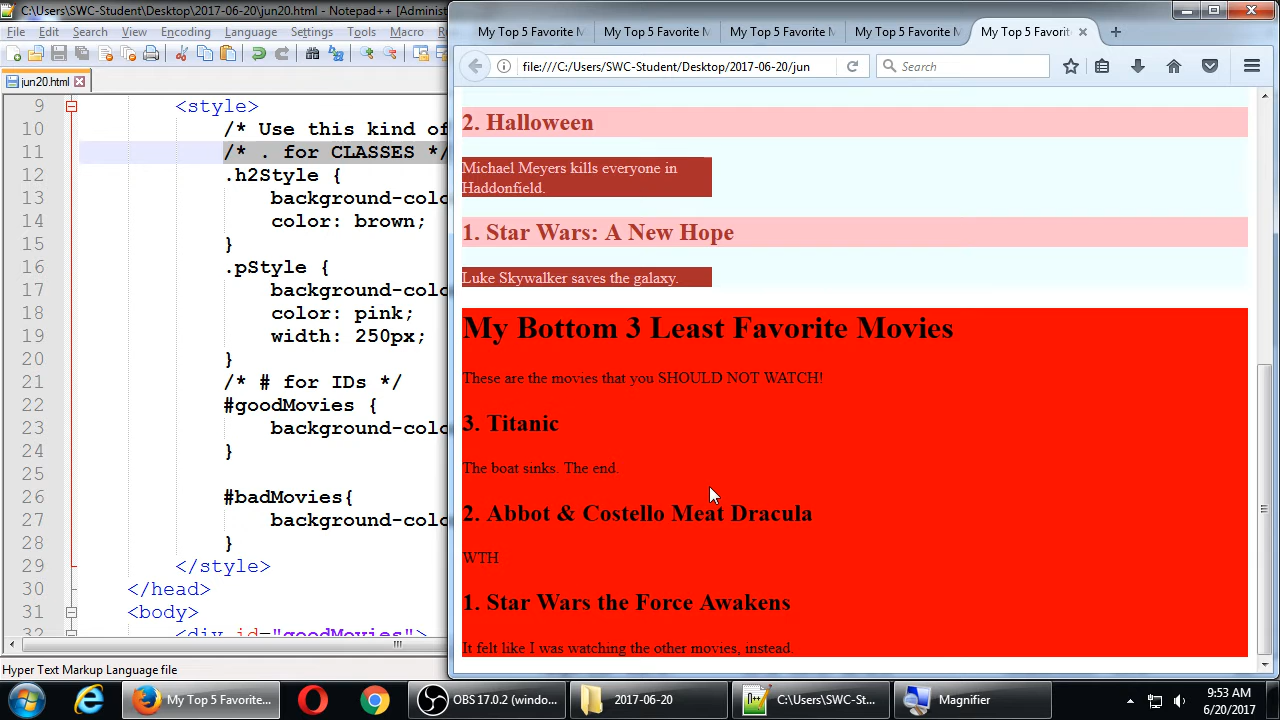 C:\Users\SWC-Student\Desktop\2017-06-20\jun20.html - Notepad++ [Administ
File Edit Search View Encoding Language Settings Tools Macro
jun20.html
9 <style>
10 /* Use this kind of
11 /* . for CLASSES */
12 .h2Style {
13 background-colo
14 color: brown;
15 }
16 .pStyle {
17 background-colo
18 color: pink;
19 width: 250px;
20 }
21 /* # for IDs */
22 #goodMovies {
23 background-colo
24 }
25
26 #badMovies{
27 background-colo
28 }
29 </style>
30 </head>
31 <body>
32 <div id="goodMovies">
Hyper Text Markup Language file
My Top 5 Favorite M My Top 5 Favorite M My Top 5 Favorite M My Top 5 Favorite M My Top 5 Favorit
file:///C:/Users/SWC-Student/Desktop/2017-06-20/jun
Search
2. Halloween
Michael Meyers kills everyone in
Haddonfield.
1. Star Wars: A New Hope
Luke Skywalker saves the galaxy.
My Bottom 3 Least Favorite Movies
These are the movies that you SHOULD NOT WATCH!
3. Titanic
The boat sinks. The end.
2. Abbot & Costello Meat Dracula
WTH
1. Star Wars the Force Awakens
It felt like I was watching the other movies, instead.
My Top 5 Favorite...
OBS 17.0.2 (windo...
2017-06-20
C:\Users\SWC-Stu...
Magnifier
9:53 AM
6/20/2017